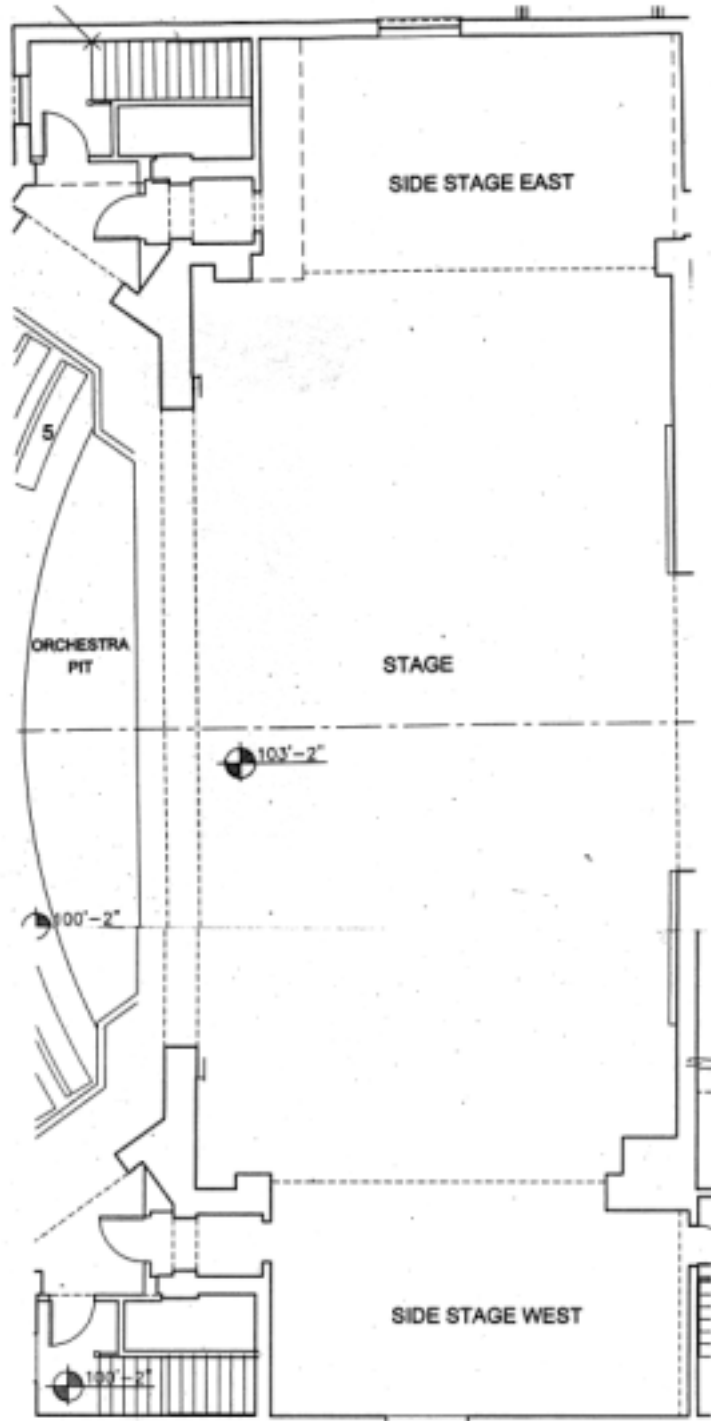 SIDE STAGE EAST
5
ORCHESTRA
PIT
STAGE
103'-2"
100'-2"
SIDE STAGE WEST
100'-2"